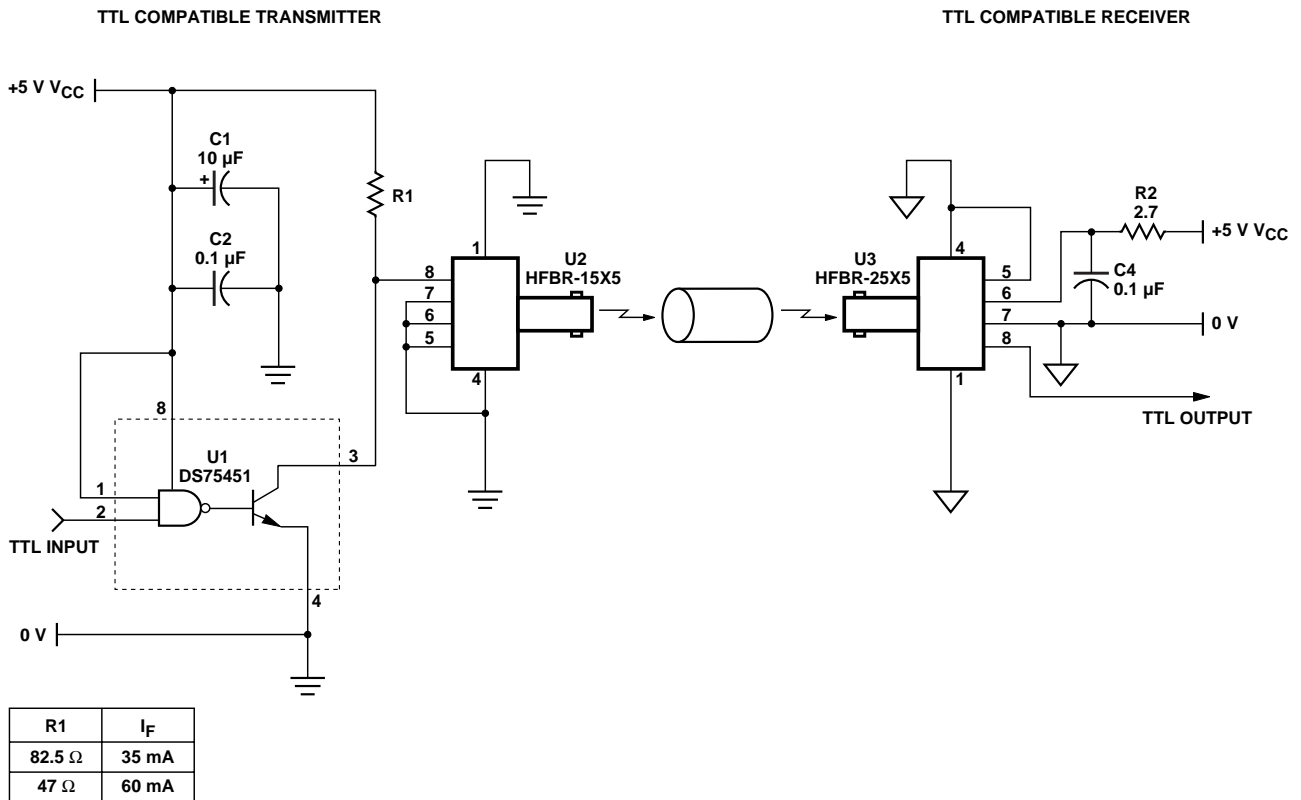 TTL COMPATIBLE TRANSMITTER
TTL COMPATIBLE RECEIVER
+5 V VCC
C1
10 µF
+
C2
0.1 µF
R1
8
1
2
TTL INPUT
U1
DS75451
3
4
0 V
1
8
7
6
5
4
U2
HFBR-15X5
U3
HFBR-25X5
4
5
6
7
8
1
R2
2.7
+5 V VCC
C4
0.1 µF
0 V
TTL OUTPUT
R1 IF
82.5 Ω 35 mA
47 Ω 60 mA